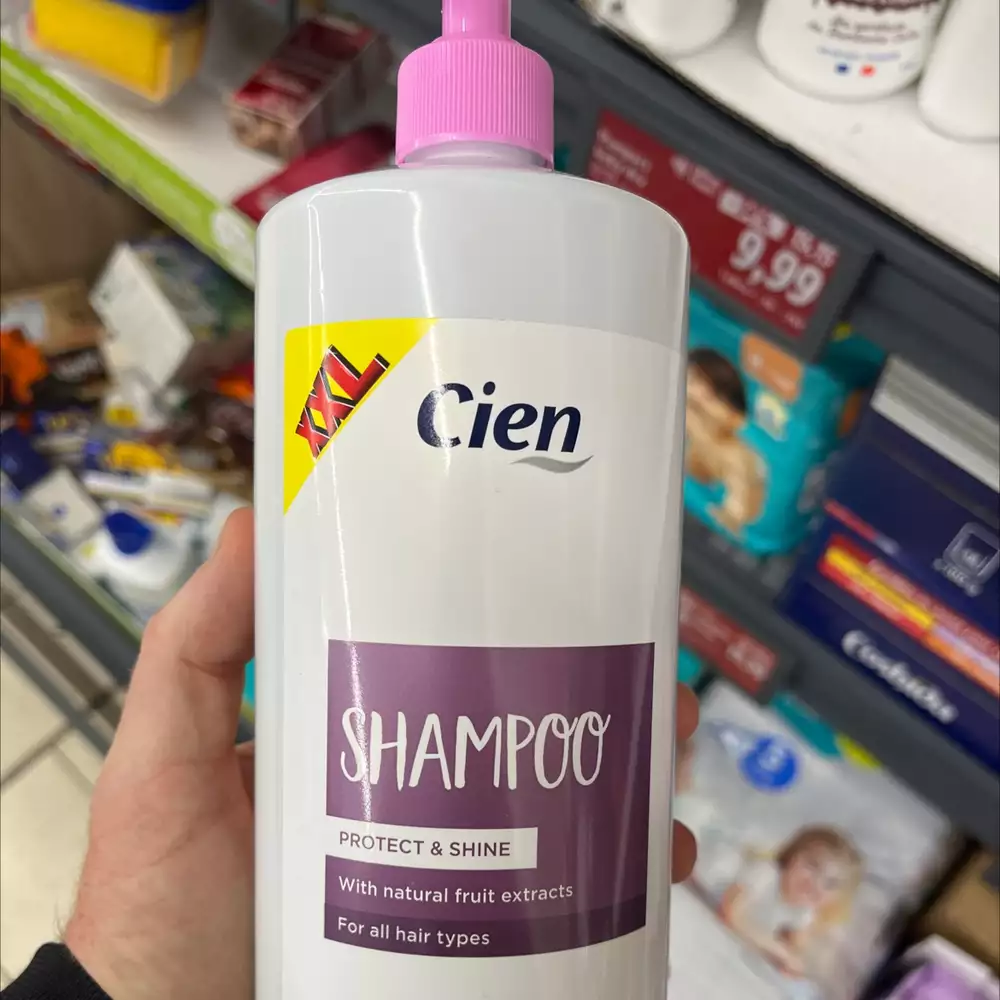 XXL
Cien
SHAMPOO
PROTECT & SHINE
With natural fruit extracts
For all hair types
9,99